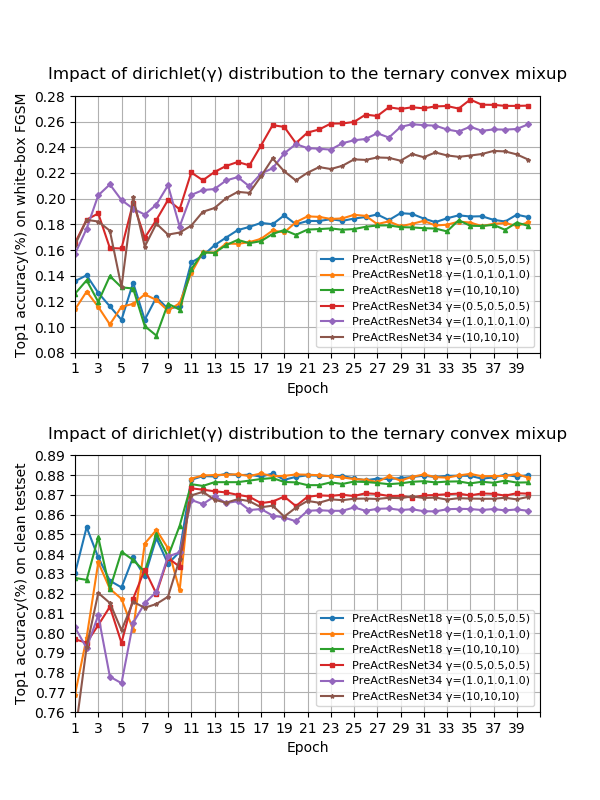 Impact of dirichlet(γ) distribution to the ternary convex mixup
Top1 accuracy(%) on white-box FGSM
0.28
0.26
0.24
0.22
0.20
0.18
0.16
0.14
0.12
0.10
0.08
PreActResNet18 γ=(0.5,0.5,0.5)
PreActResNet18 γ=(1.0,1.0,1.0)
PreActResNet18 γ=(10,10,10)
PreActResNet34 γ=(0.5,0.5,0.5)
PreActResNet34 γ=(1.0,1.0,1.0)
PreActResNet34 γ=(10,10,10)
1 3 5 7 9 11 13 15 17 19 21 23 25 27 29 31 33 35 37 39
Epoch
Impact of dirichlet(γ) distribution to the ternary convex mixup
Top1 accuracy(%) on clean testset
0.89
0.88
0.87
0.86
0.85
0.84
0.83
0.82
0.81
0.80
0.79
0.78
0.77
0.76
PreActResNet18 γ=(0.5,0.5,0.5)
PreActResNet18 γ=(1.0,1.0,1.0)
PreActResNet18 γ=(10,10,10)
PreActResNet34 γ=(0.5,0.5,0.5)
PreActResNet34 γ=(1.0,1.0,1.0)
PreActResNet34 γ=(10,10,10)
1 3 5 7 9 11 13 15 17 19 21 23 25 27 29 31 33 35 37 39
Epoch